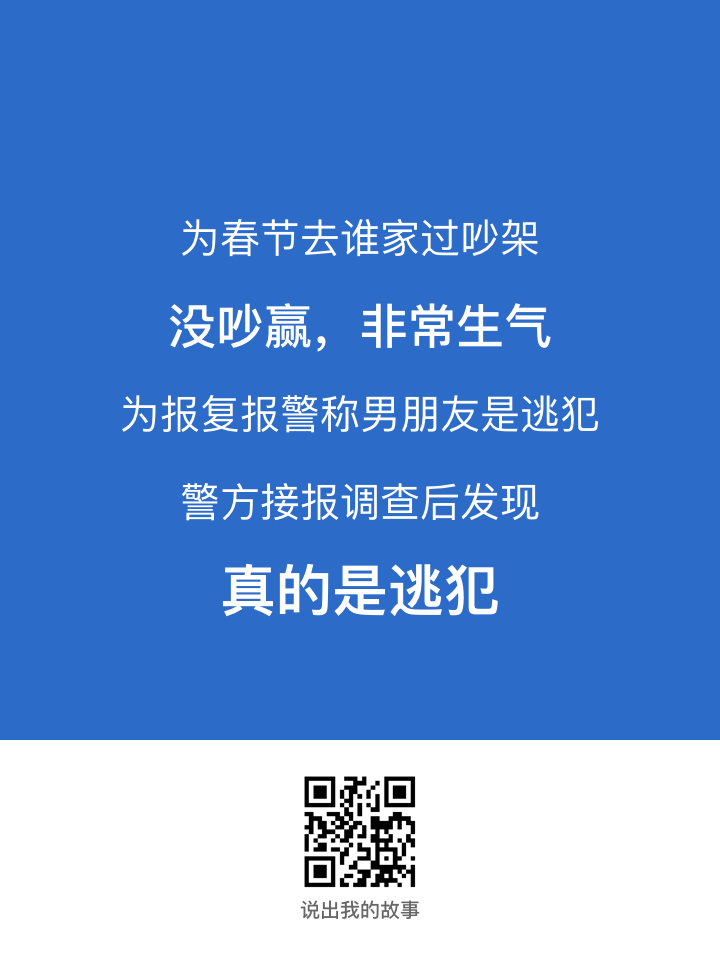 为春节去谁家过吵架
没吵赢，非常生气
为报复报警称男朋友是逃犯
警方接报调查后发现
真的是逃犯
说出我的故事